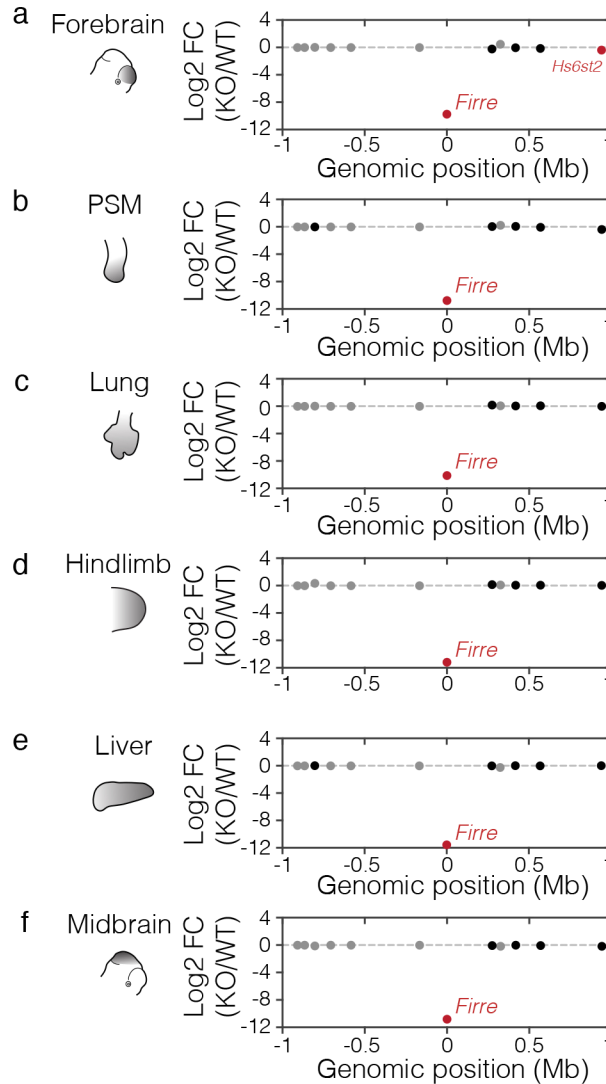 a
Forebrain
Log2 FC
(KO/WT)
4
0
-4
-8
-12
Hs6st2
Firre
-1
-0.5
0
0.5
1
Genomic position (Mb)
b
PSM
Log2 FC
(KO/WT)
4
0
-4
-8
-12
Firre
-1
-0.5
0
0.5
1
Genomic position (Mb)
c
Lung
Log2 FC
(KO/WT)
4
0
-4
-8
-12
Firre
-1
-0.5
0
0.5
1
Genomic position (Mb)
d
Hindlimb
Log2 FC
(KO/WT)
4
0
-4
-8
-12
Firre
-1
-0.5
0
0.5
1
e
Liver
Log2 FC
(KO/WT)
4
0
-4
-8
-12
Firre
-1
-0.5
0
0.5
1
Genomic position (Mb)
f
Midbrain
Log2 FC
(KO/WT)
4
0
-4
-8
-12
Firre
-1
-0.5
0
0.5
1
Genomic position (Mb)